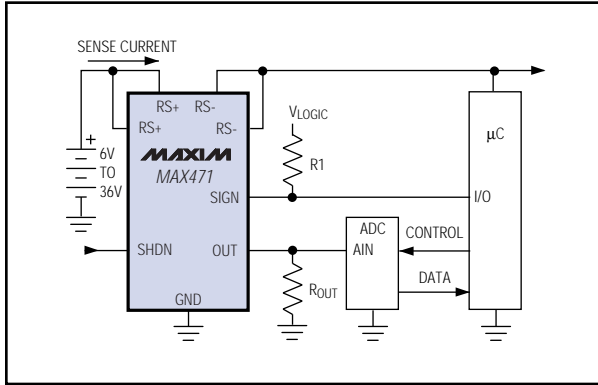 SENSE CURRENT
RS+ RS-
RS+ RS-
MAXIM
MAX471
SIGN
SHDN OUT
GND
+
6V
TO
36V
VLOGIC
R1
ROUT
ADC
AIN
CONTROL
DATA
µC
I/O